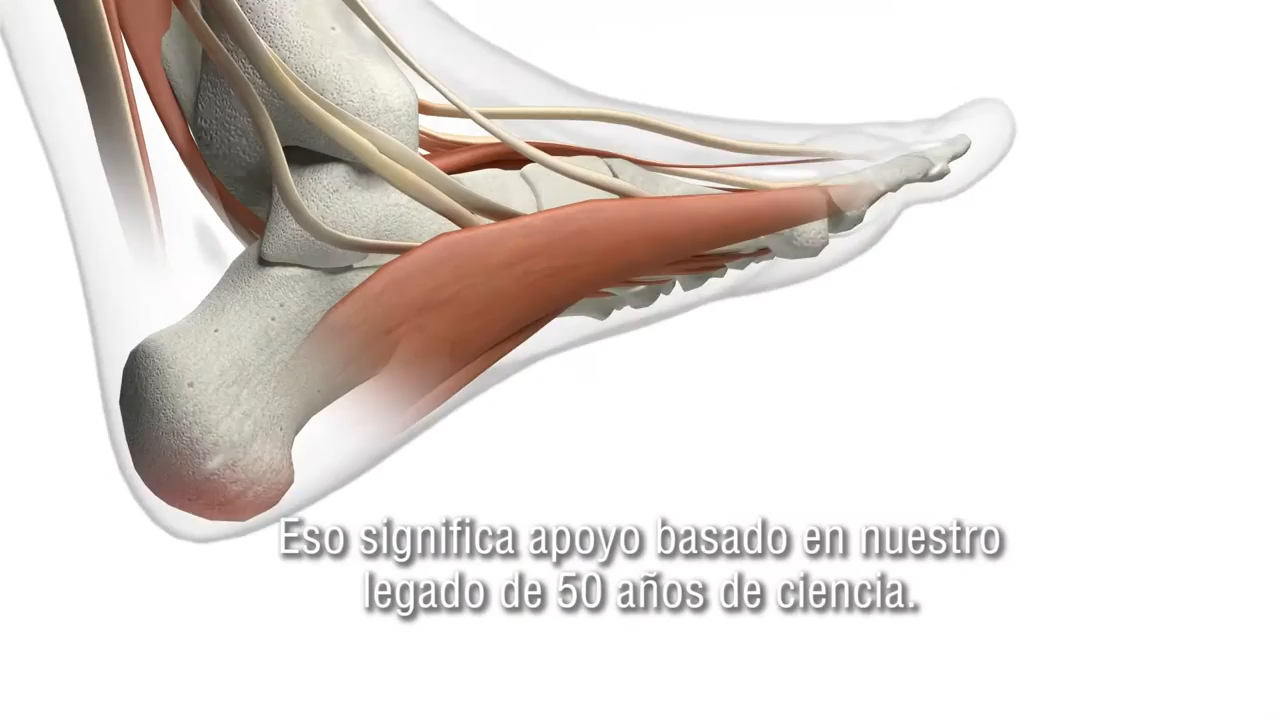 Eso significa apoyo basado en nuestro
legado de 50 años de ciencia.